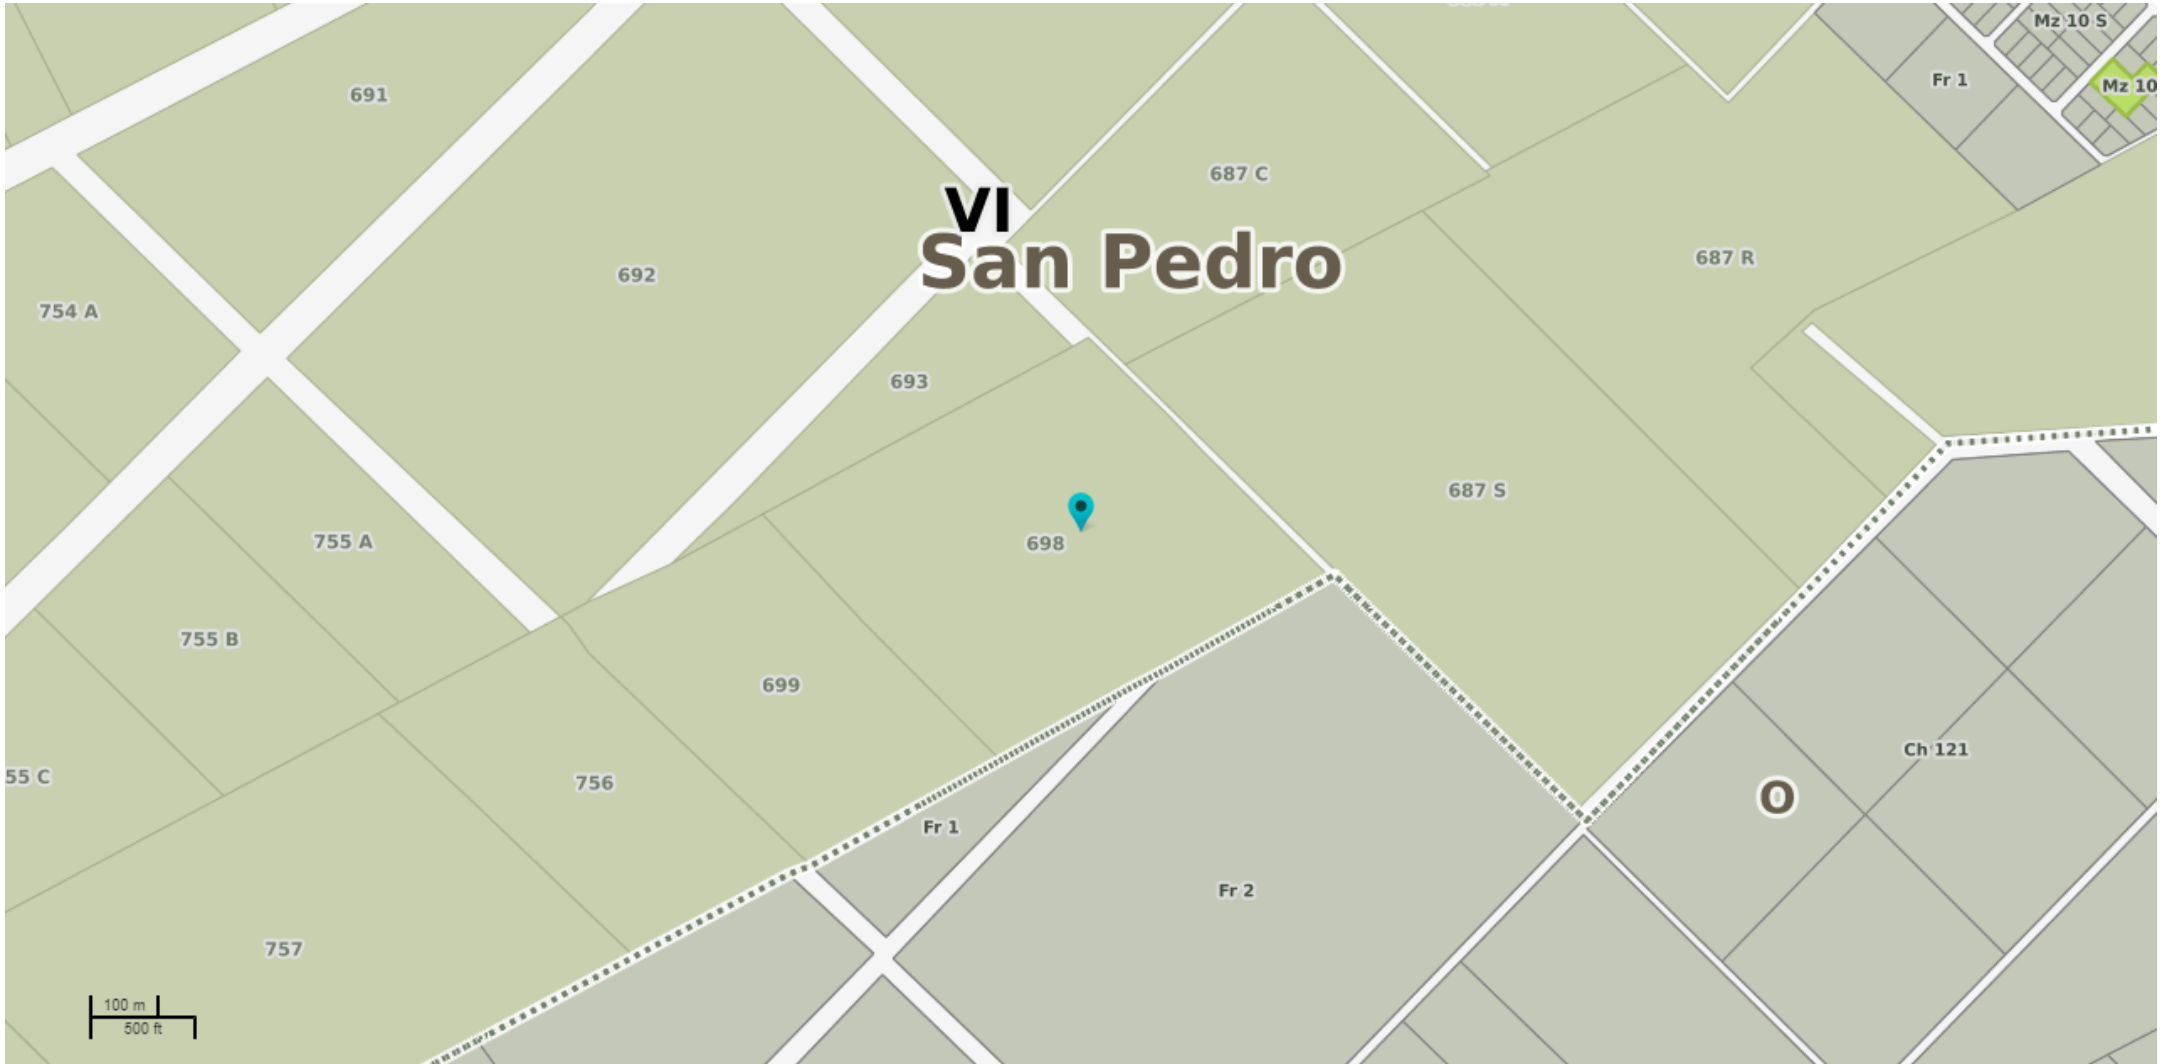 Mz 10 S
691
Fr 1
Mz 10
687 C
VI
San Pedro
687 R
692
754 A
693
687 S
698
755 A
755 B
699
Ch 121
55 C
756
O
Fr 1
Fr 2
757
100 m
500 ft